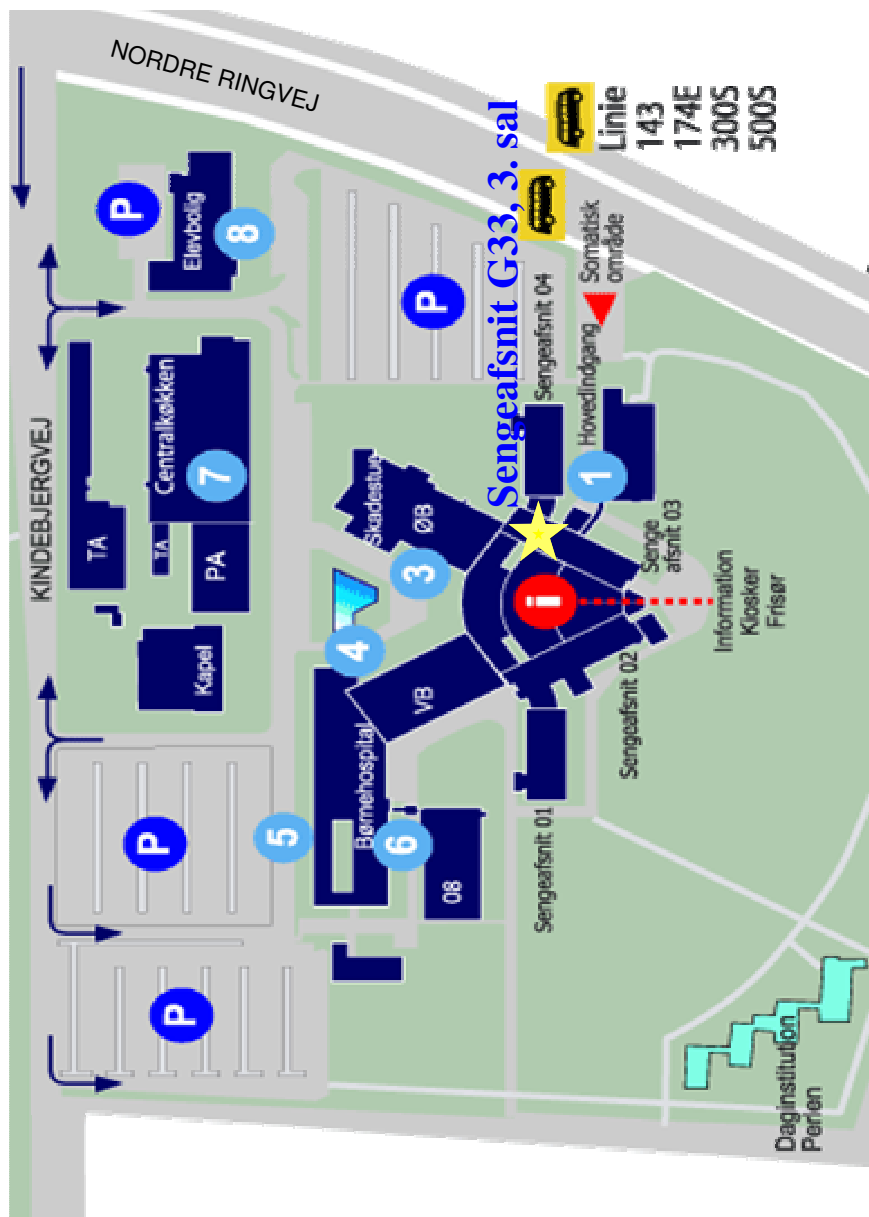 NORDRE RINGVEJ
KINDEBJERGVEJ
Linie
143
174E
300S
500S
Sengeafsnit G33, 3. sal
P
Elevbolig
8
P
Somatisk
område
Hovedindgang
Sengeafsnit 04
1
Centralkøkken
7
TA
TA
PA
Kapel
Skadestue
ØB
3
4
i
Senge
afsnit 03
Information
Kiosker
Frisør
VB
Sengeafsnit 02
Sengeafsnit 01
Børnehospital
5
6
08
P
P
Daginstitution
Perlen